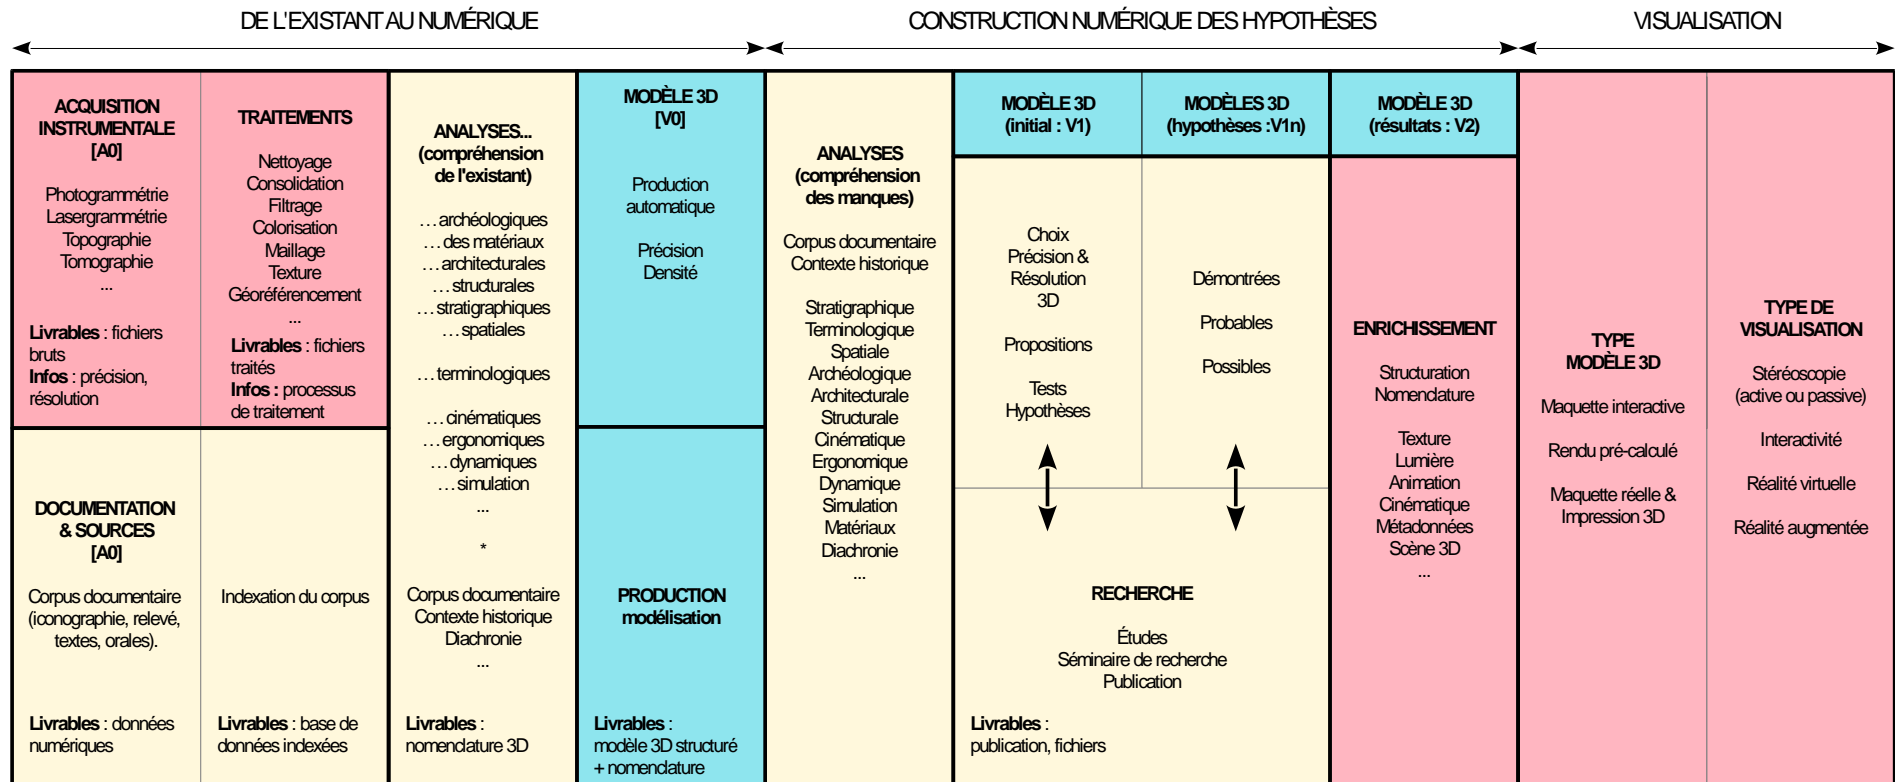 DE L'EXISTANT AU NUMÉRIQUE
CONSTRUCTION NUMÉRIQUE DES HYPOTHÈSES
VISUALISATION
ACQUISITION
INSTRUMENTALE
[A0]
Photogrammétrie
Lasergrammétrie
Topographie
Tomographie
...
Livrables : fichiers
bruts
Infos : précision,
résolution
DOCUMENTATION
& SOURCES
[A0]
Corpus documentaire
(iconographie, relevé,
textes, orales).
Livrables : données
numériques
TRAITEMENTS
Nettoyage
Consolidation
Filtrage
Colorisation
Maillage
Texture
Géoréférencement
...
Livrables : fichiers
traités
Infos : processus
de traitement
Indexation du corpus
Livrables : base de
données indexées
ANALYSES...
(compréhension
de l'existant)
...archéologiques
...des matériaux
...architecturales
...structurales
...stratigraphiques
...spatiales
...terminologiques
...cinématiques
...ergonomiques
...dynamiques
...simulation
...
*
Corpus documentaire
Contexte historique
Diachronie
...
Livrables :
nomenclature 3D
MODÈLE 3D
[V0]
Production
automatique
Précision
Densité
PRODUCTION
modélisation
Livrables :
modèle 3D structuré
+ nomenclature
ANALYSES
(compréhension
des manques)
Corpus documentaire
Contexte historique
Stratigraphique
Terminologique
Spatiale
Archéologique
Architecturale
Structurale
Cinématique
Ergonomique
Dynamique
Simulation
Matériaux
Diachronie
...
MODÈLE 3D
(initial : V1)
Choix
Précision &
Résolution
3D
Propositions
Tests
Hypothèses
MODÈLES 3D
(hypothèses :V1n)
Démontrées
Probables
Possibles
RECHERCHE
Études
Séminaire de recherche
Publication
Livrables :
publication, fichiers
MODÈLE 3D
(résultats : V2)
ENRICHISSEMENT
Structuration
Nomenclature
Texture
Lumière
Animation
Cinématique
Métadonnées
Scène 3D
...
TYPE
MODÈLE 3D
Maquette interactive
Rendu pré-calculé
Maquette réelle &
Impression 3D
TYPE DE
VISUALISATION
Stéréoscopie
(active ou passive)
Interactivité
Réalité virtuelle
Réalité augmentée